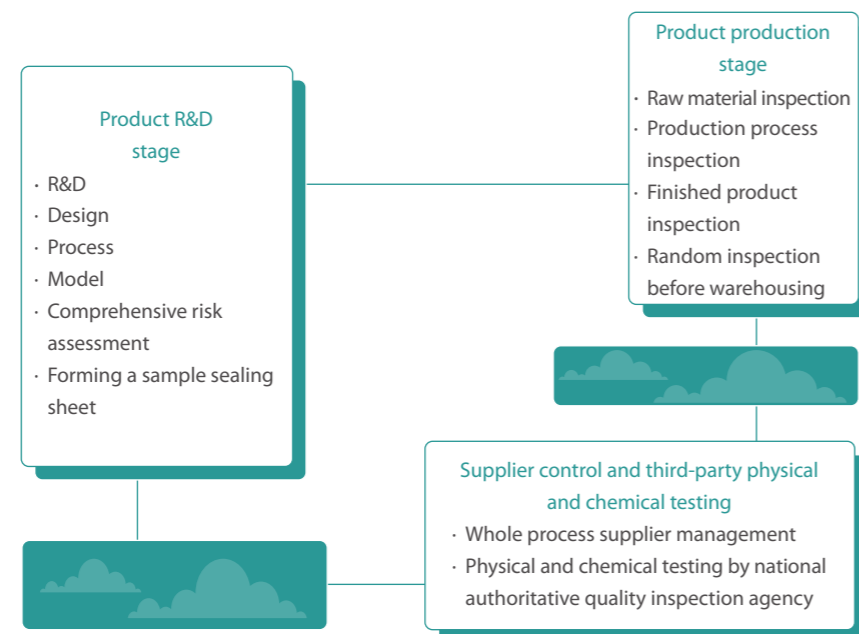 Product R&D
stage
· R&D
· Design
· Process
· Model
· Comprehensive risk
assessment
· Forming a sample sealing
sheet
Product production
stage
· Raw material inspection
· Production process
inspection
· Finished product
inspection
· Random inspection
before warehousing
Supplier control and third-party physical
and chemical testing
· Whole process supplier management
· Physical and chemical testing by national
authoritative quality inspection agency